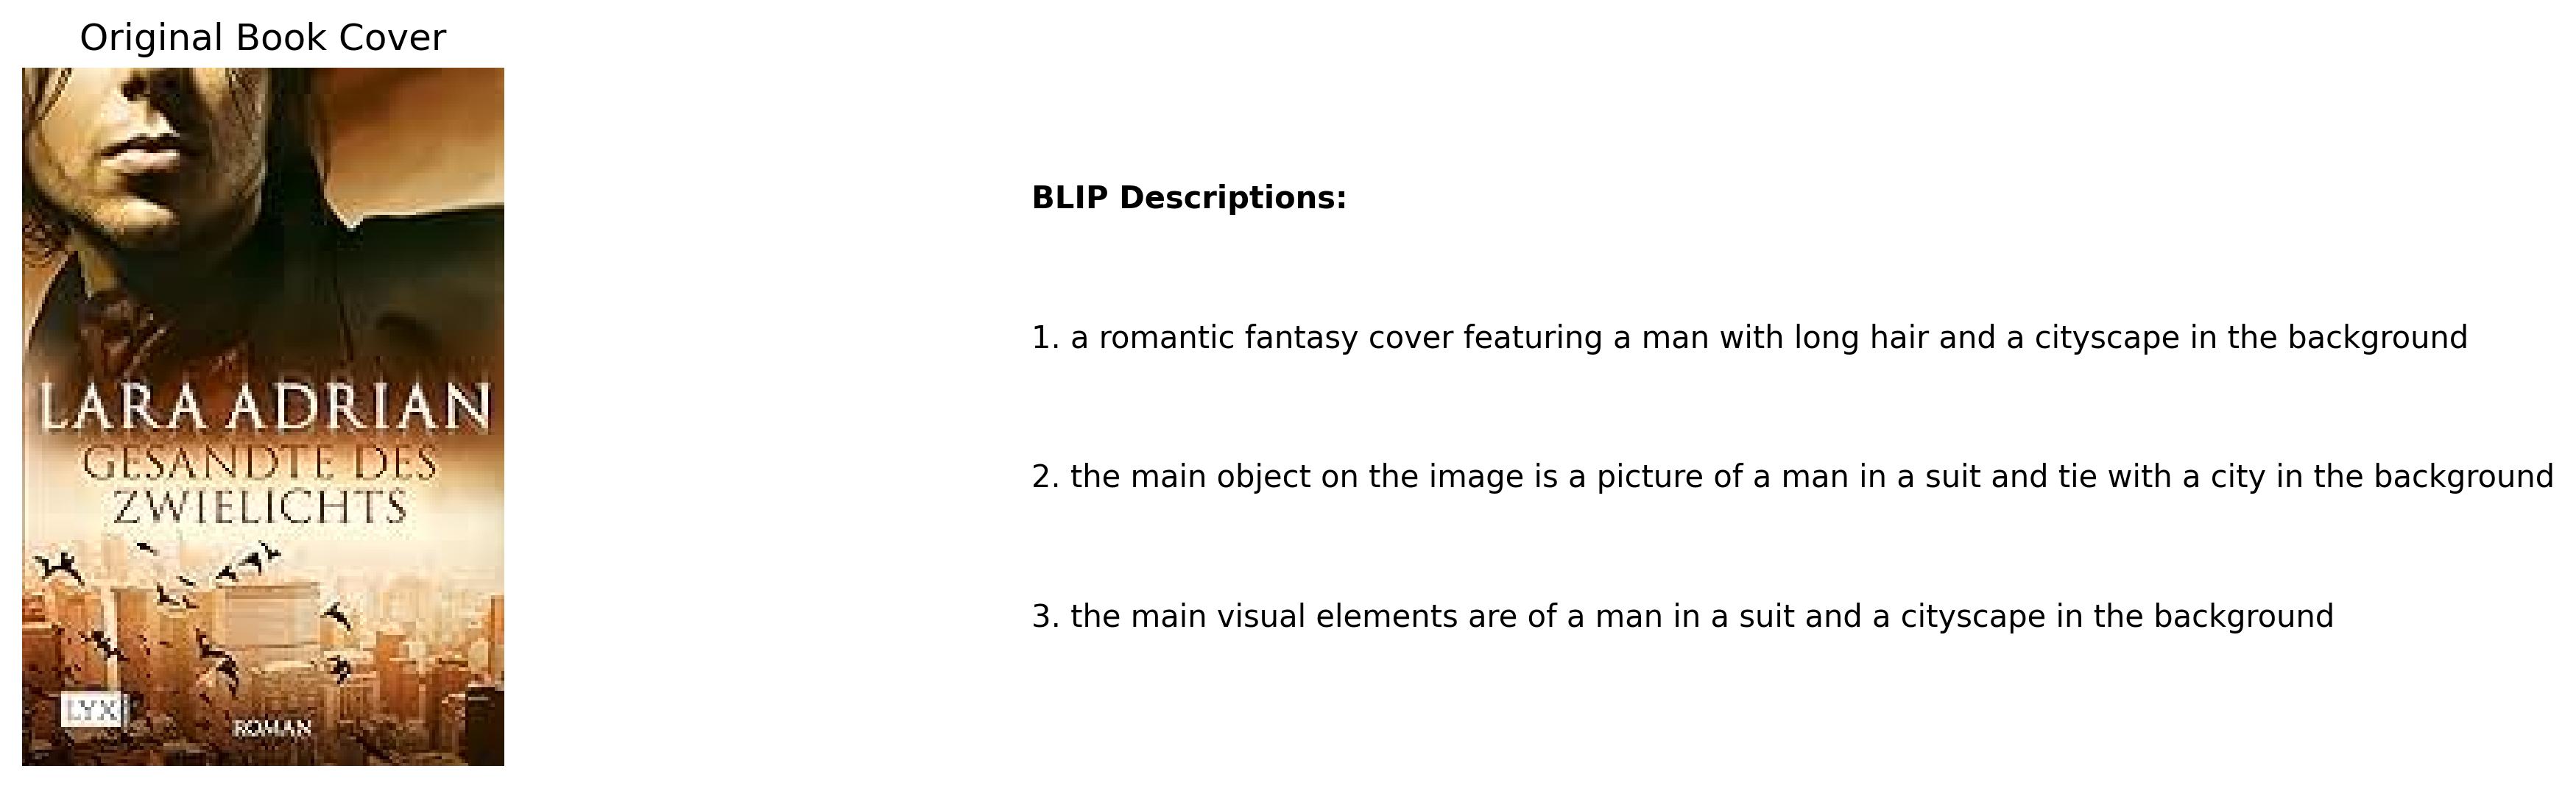 Original Book Cover
LARA ADRIAN
GESANDTE DES
ZWIELICHTS
LYX
ROMAN
BLIP Descriptions:
1. a romantic fantasy cover featuring a man with long hair and a cityscape in the background
2. the main object on the image is a picture of a man in a suit and tie with a city in the background
3. the main visual elements are of a man in a suit and a cityscape in the background